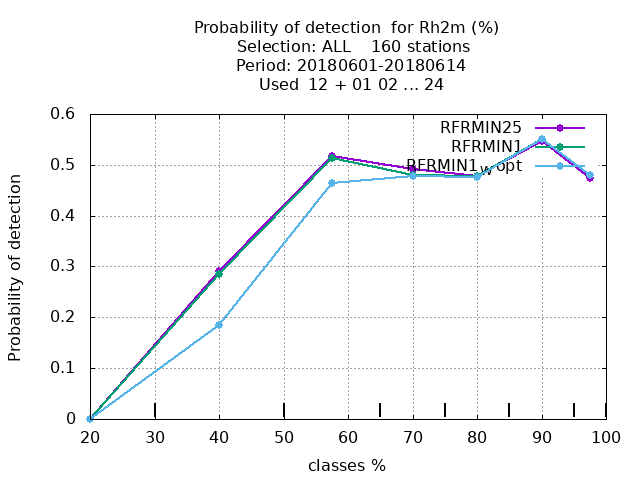 Probability of detection for Rh2m (%)
Selection: ALL 160 stations
Period: 20180601-20180614
Used 12 + 01 02 ... 24
Probability of detection
0.6
0.5
0.4
0.3
0.2
0.1
0
RFRMIN25
RFRMIN1
RFRMIN1wopt
20 30 40 50 60 70 80 90 100
classes %